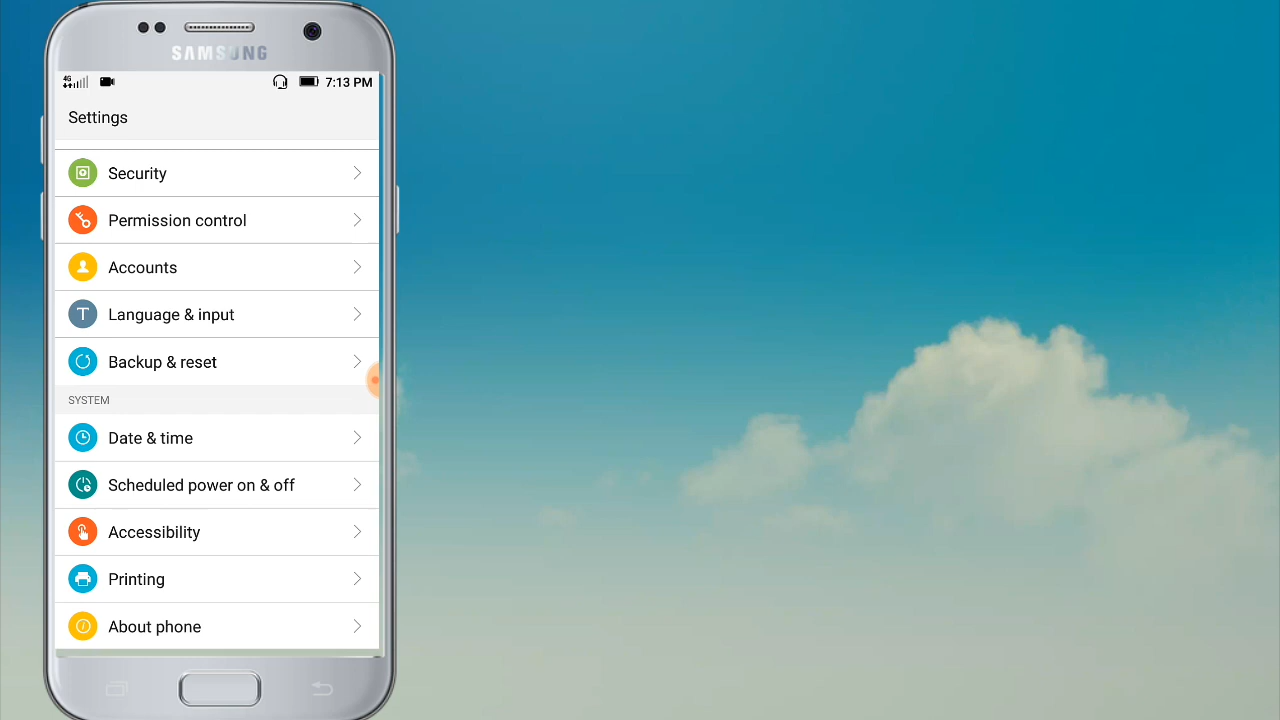 SAMSUNG
4G
7:13 PM
Settings
Security
Permission control
Accounts
Language & input
Backup & reset
SYSTEM
Date & time
Scheduled power on & off
Accessibility
Printing
About phone